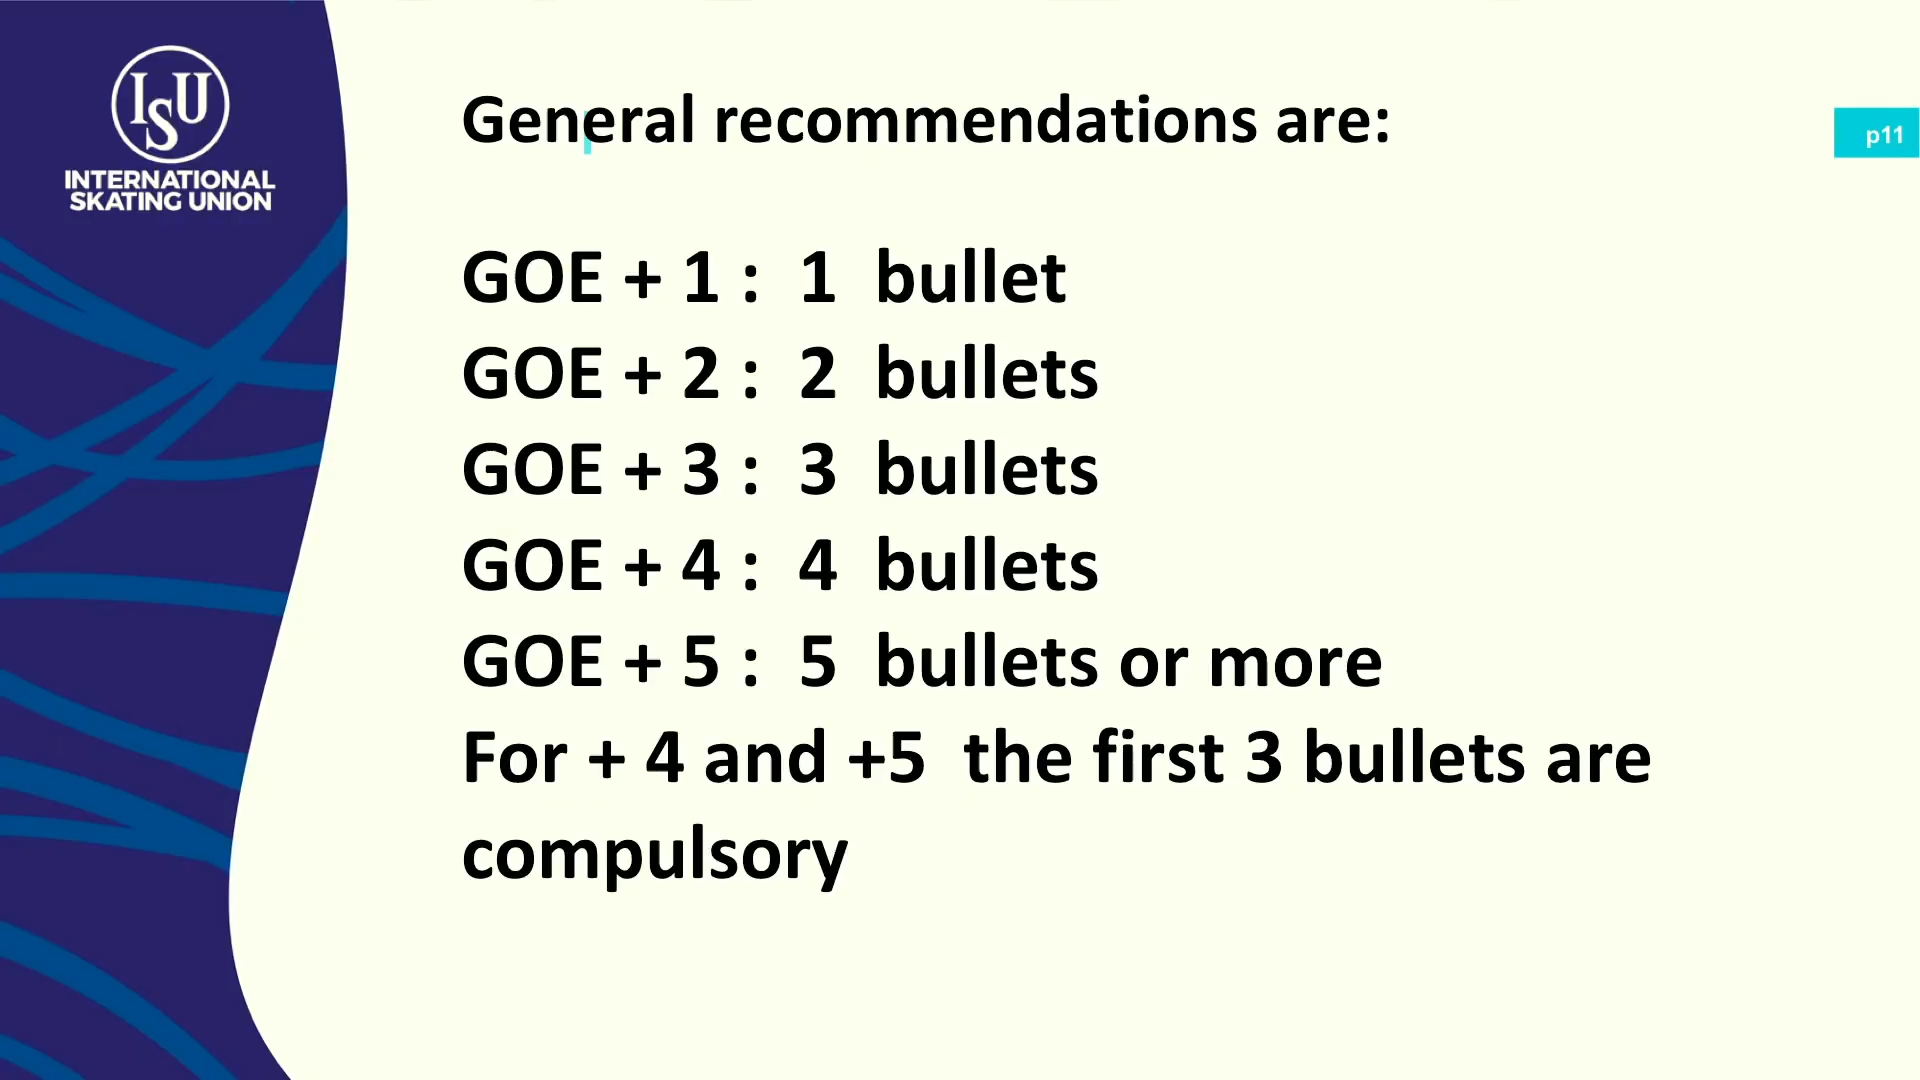 ISU
INTERNATIONAL
SKATING UNION
General recommendations are:
p11
GOE + 1 : 1 bullet
GOE + 2 : 2 bullets
GOE + 3 : 3 bullets
GOE + 4 : 4 bullets
GOE + 5 : 5 bullets or more
For + 4 and +5 the first 3 bullets are
compulsory